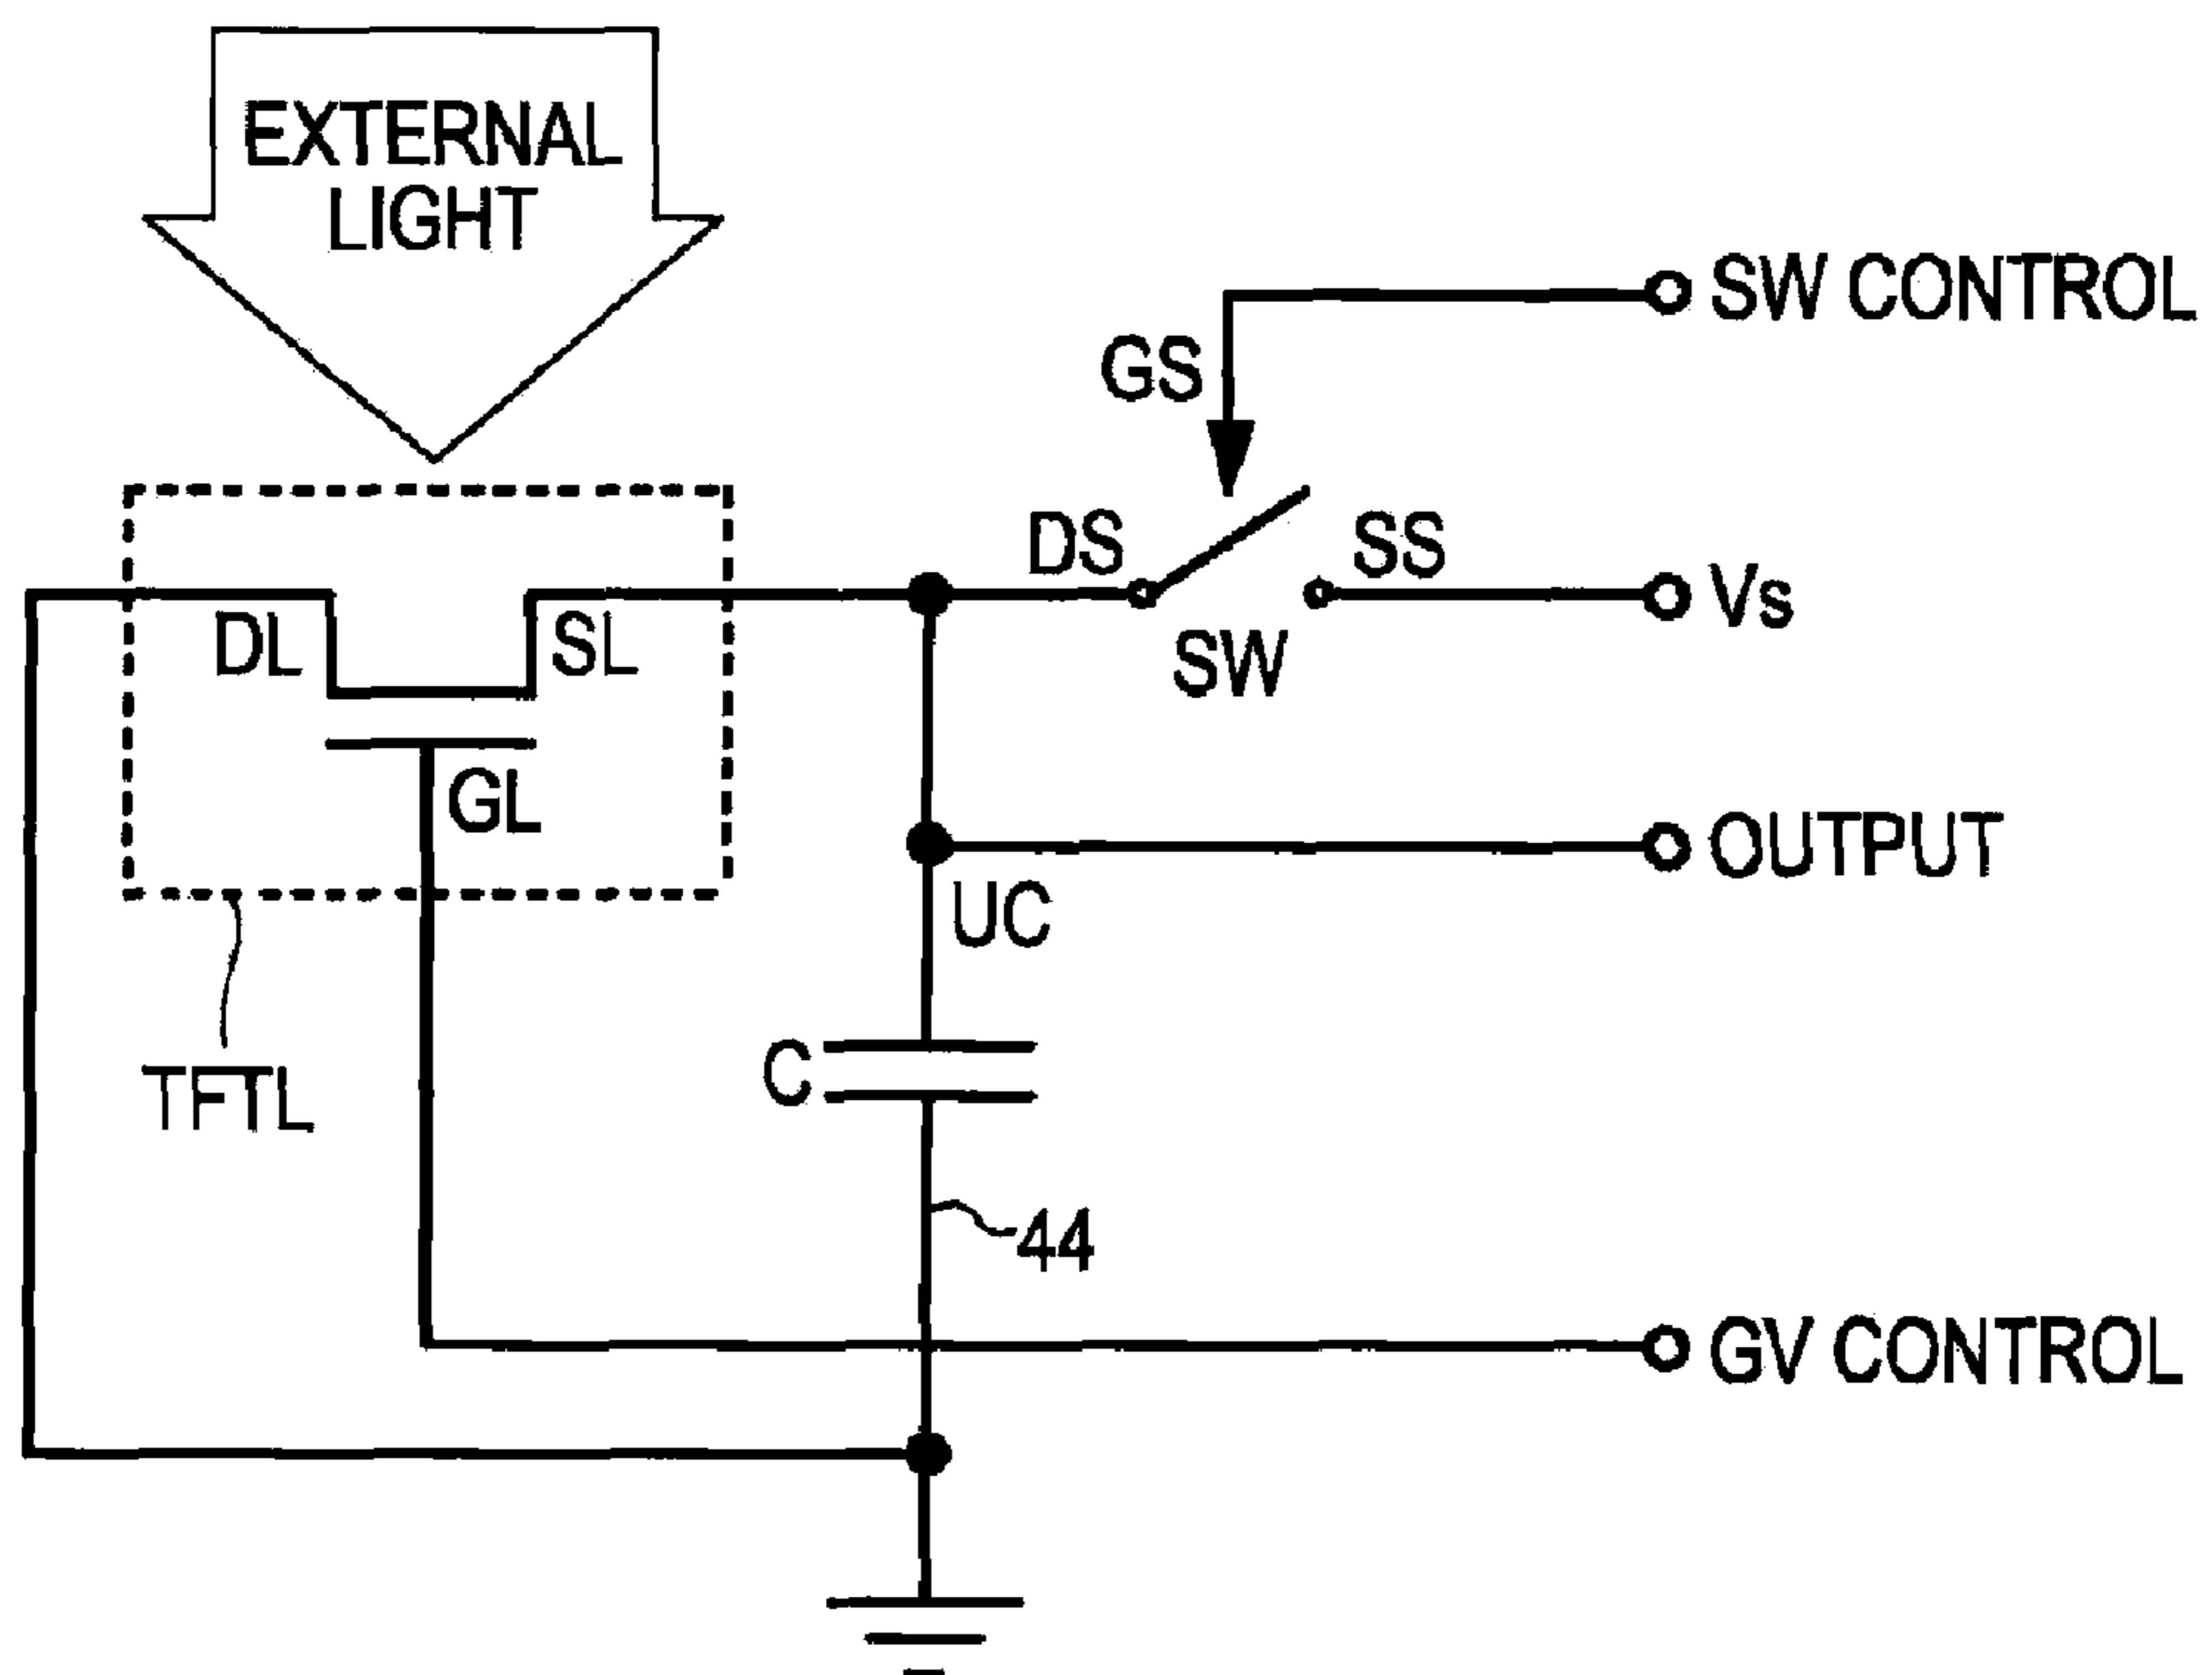 EXTERNAL
LIGHT
SW CONTROL
GS
DS
SS
Vs
SW
DL
SL
GL
OUTPUT
UC
C
TFTL
44
GV CONTROL